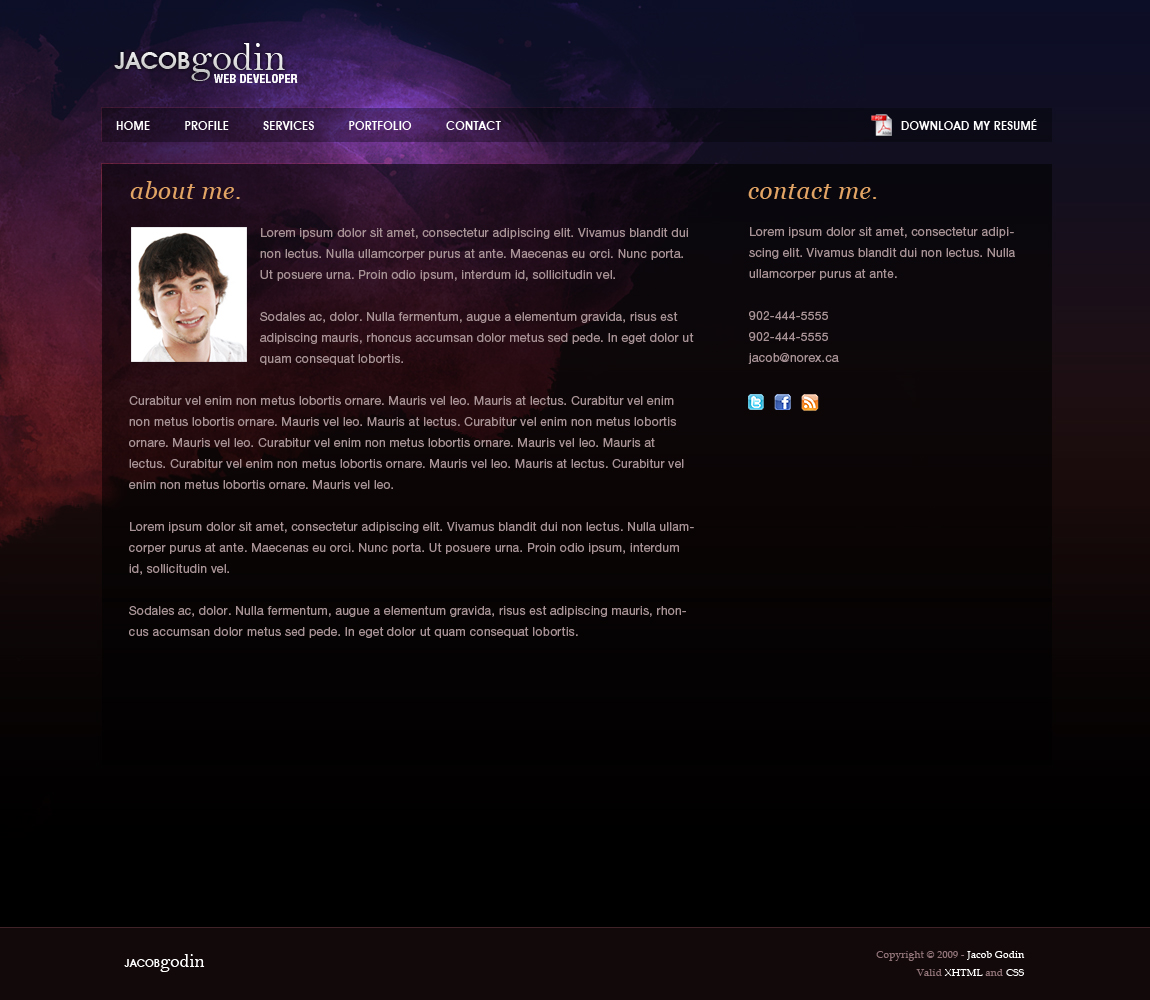 JACOBgodin
WEB DEVELOPER
HOME PROFILE SERVICES PORTFOLIO CONTACT
DOWNLOAD MY RESUMÉ
about me.
Lorem ipsum dolor sit amet, consectetur adipiscing elit. Vivamus blandit dui
non lectus. Nulla ullamcorper purus at ante. Maecenas eu orci. Nunc porta.
Ut posuere urna. Proin odio ipsum, interdum id, sollicitudin vel.
Sodales ac, dolor. Nulla fermentum, augue a elementum gravida, risus est
adipiscing mauris, rhoncus accumsan dolor metus sed pede. In eget dolor ut
quam consequat lobortis.
Curabitur vel enim non metus lobortis ornare. Mauris vel leo. Mauris at lectus. Curabitur vel enim
non metus lobortis ornare. Mauris vel leo. Mauris at lectus. Curabitur vel enim non metus lobortis
ornare. Mauris vel leo. Curabitur vel enim non metus lobortis ornare. Mauris vel leo. Mauris at
lectus. Curabitur vel enim non metus lobortis ornare. Mauris vel leo. Mauris at lectus. Curabitur vel
enim non metus lobortis ornare. Mauris vel leo.
Lorem ipsum dolor sit amet, consectetur adipiscing elit. Vivamus blandit dui non lectus. Nulla ullam-
corper purus at ante. Maecenas eu orci. Nunc porta. Ut posuere urna. Proin odio ipsum, interdum
id, sollicitudin vel.
Sodales ac, dolor. Nulla fermentum, augue a elementum gravida, risus est adipiscing mauris, rhon-
cus accumsan dolor metus sed pede. In eget dolor ut quam consequat lobortis.
contact me.
Lorem ipsum dolor sit amet, consectetur adipi-
scing elit. Vivamus blandit dui non lectus. Nulla
ullamcorper purus at ante.
902-444-5555
902-444-5555
jacob@norex.ca
JACOBgodin
Copyright © 2009 - Jacob Godin
Valid XHTML and CSS